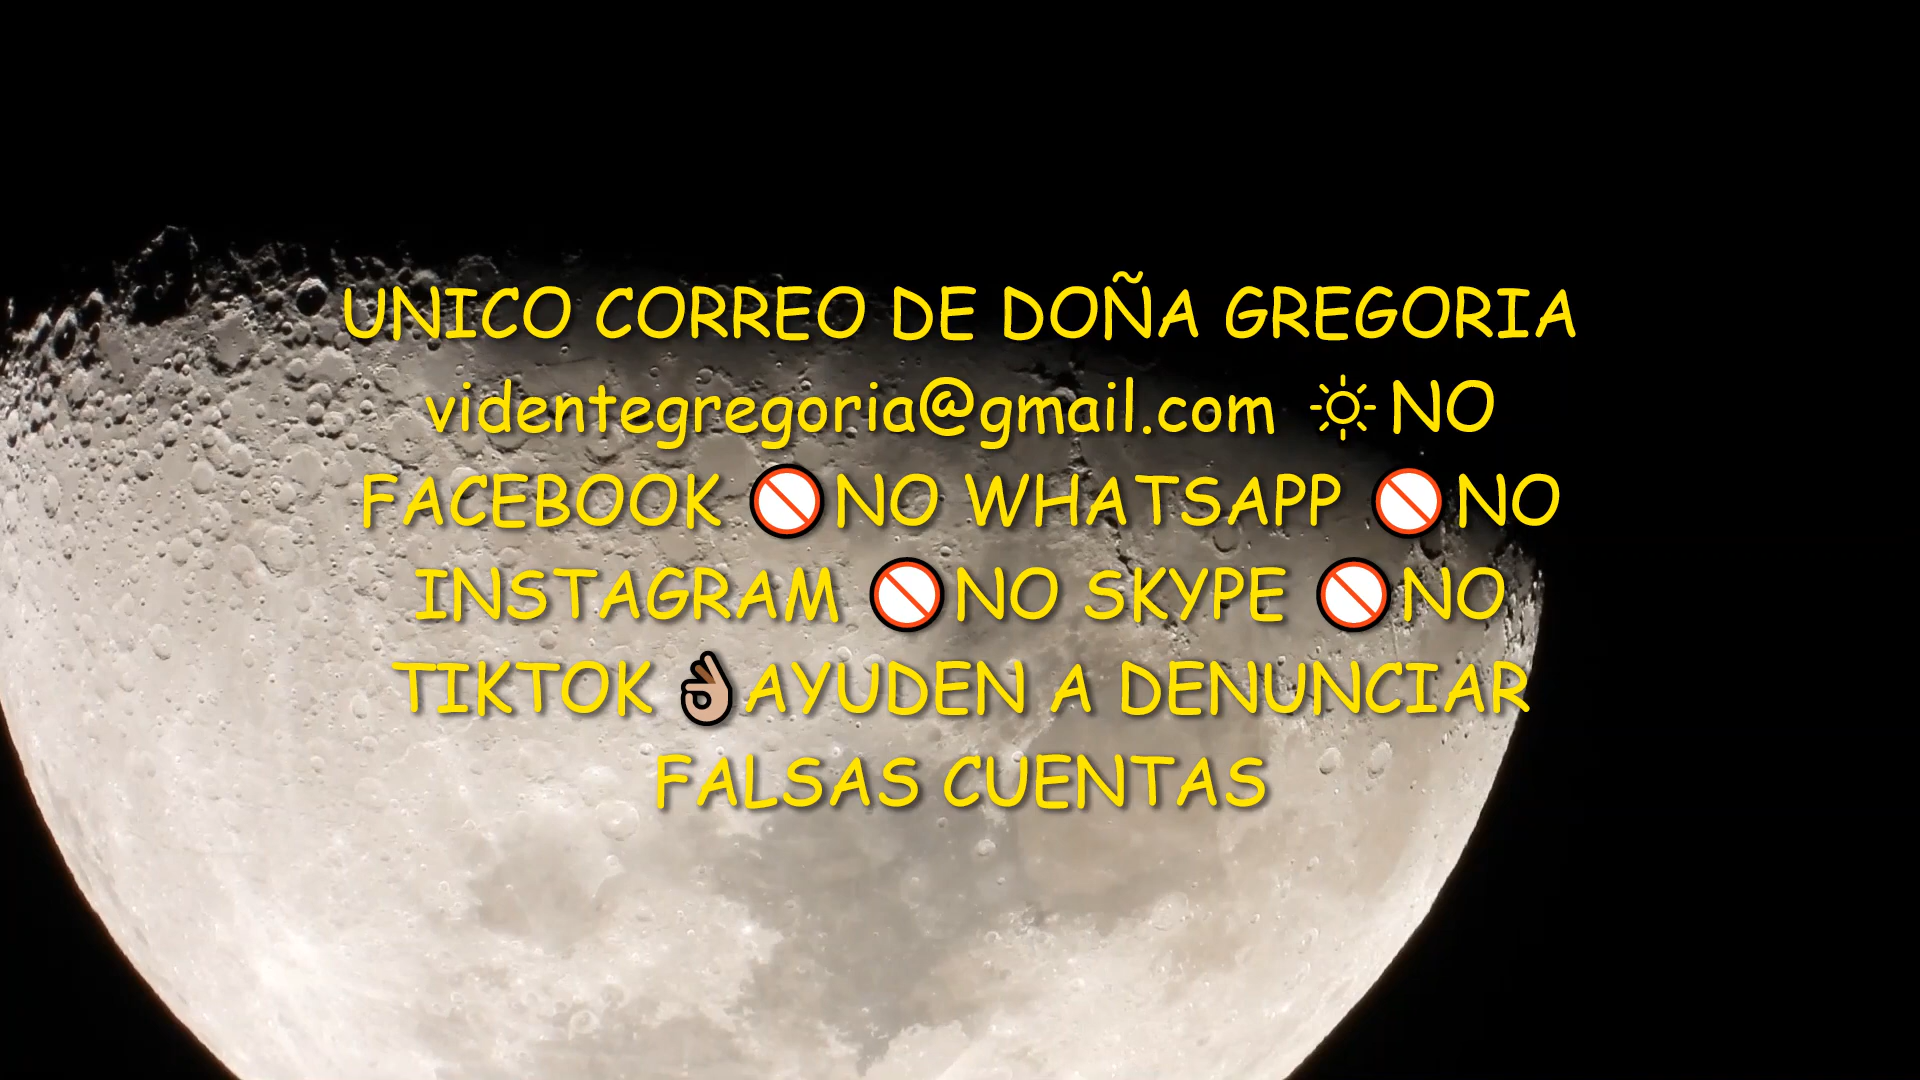 UNICO CORREO DE DOÑA GREGORIA
videntegregoria@gmail.com ☼NO
FACEBOOK 🚫NO WHATSAPP 🚫NO
INSTAGRAM 🚫NO SKYPE 🚫NO
TIKTOK 👌🏽AYUDEN A DENUNCIAR
FALSAS CUENTAS